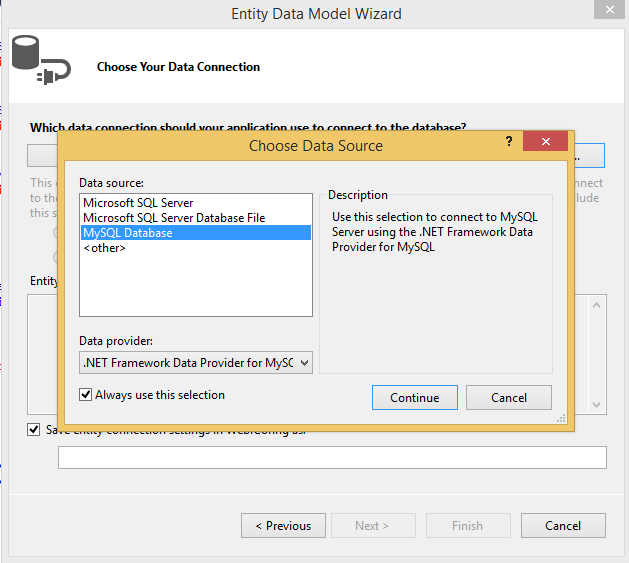 Entity Data Model Wizard
Choose Your Data Connection
Which data connection should your application use to connect to the database?
Choose Data Source
?
...
Data source:
Microsoft SQL Server
Microsoft SQL Server Database File
MySQL Database
<other>
Description
Use this selection to connect to MySQL
Server using the .NET Framework Data
Provider for MySQL
This
to the
this s
nnect
lude
Entity
Data provider:
.NET Framework Data Provider for MySQ
Always use this selection
Continue
Cancel
Save entity connection settings in Web.Config as:
< Previous
Next >
Finish
Cancel